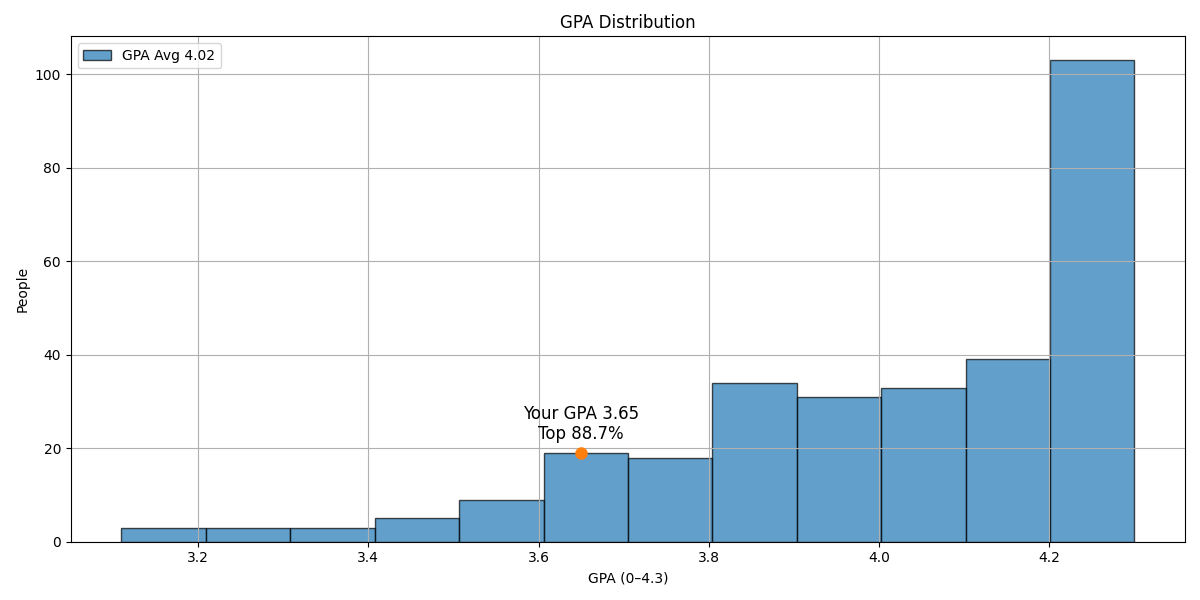 GPA Distribution
GPA Avg 4.02
100
80
60
40
20
0
People
Your GPA 3.65
Top 88.7%
3.2
3.4
3.6
3.8
4.0
4.2
GPA (0–4.3)